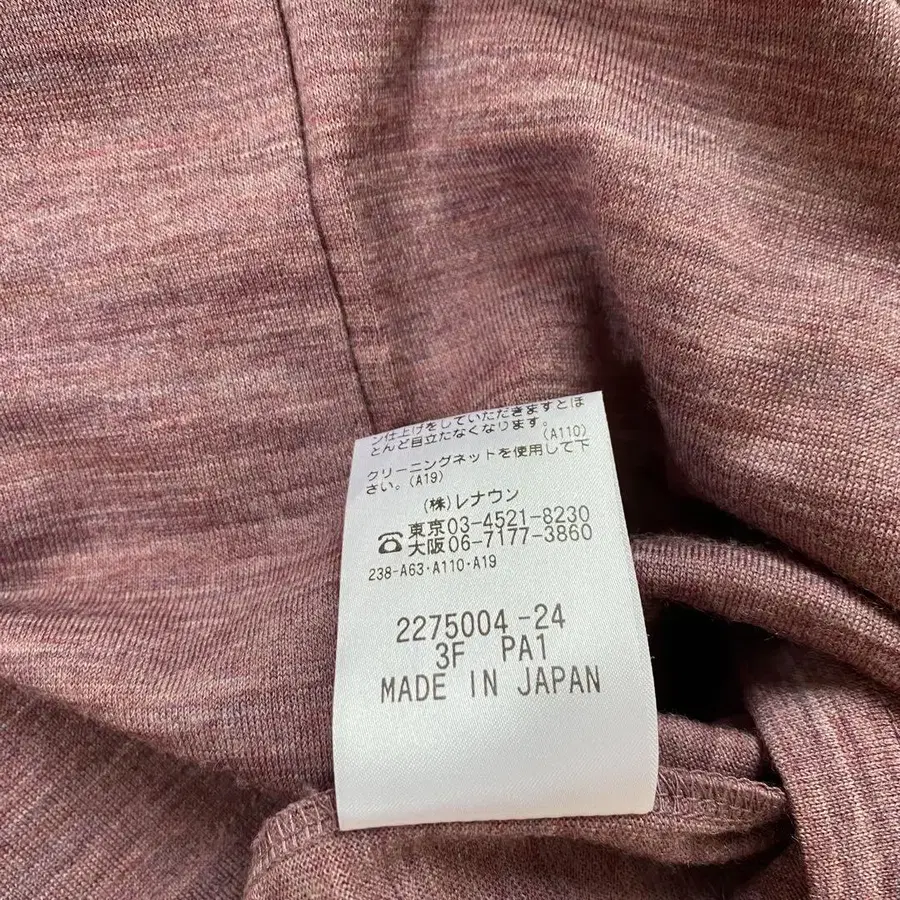 ン仕上げをしていただきますとほ
とんど目立たなくなります。
(A110)
クリーニングネットを使用して下
さい。(A19)
(株)レナウン
☎東京03-4521-8230
大阪06-7177-3860
238-A63・A110・A19
2275004-24
3F PA1
MADE IN JAPAN